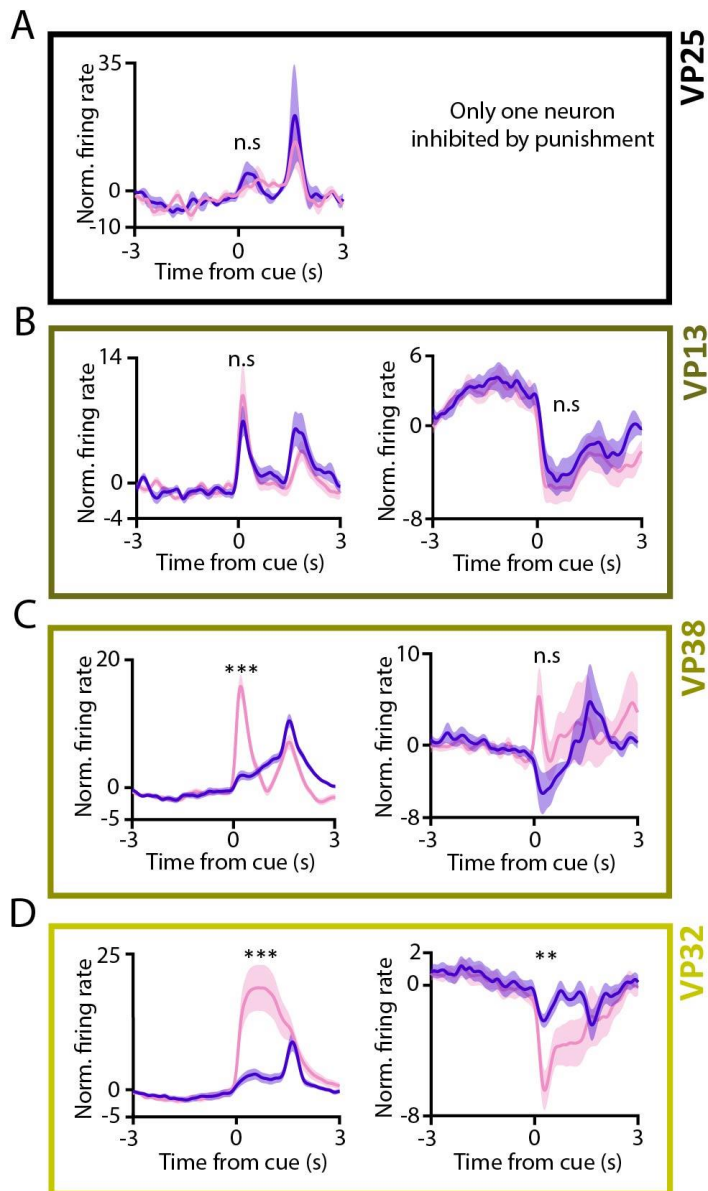 A
VP25
Norm. firing rate
35
0
-10
n.s
-3
0
3
Time from cue (s)
Only one neuron
inhibited by punishment
B
VP13
Norm. firing rate
14
0
-4
n.s
-3
0
3
Time from cue (s)
Norm. firing rate
6
0
-8
n.s
-3
0
3
Time from cue (s)
C
VP38
Norm. firing rate
20
0
-5
***
-3
0
3
Time from cue (s)
Norm. firing rate
10
0
-8
n.s
-3
0
3
Time from cue (s)
D
VP32
Norm. firing rate
25
0
-5
***
-3
0
3
Time from cue (s)
Norm. firing rate
2
0
-8
**
-3
0
3
Time from cue (s)